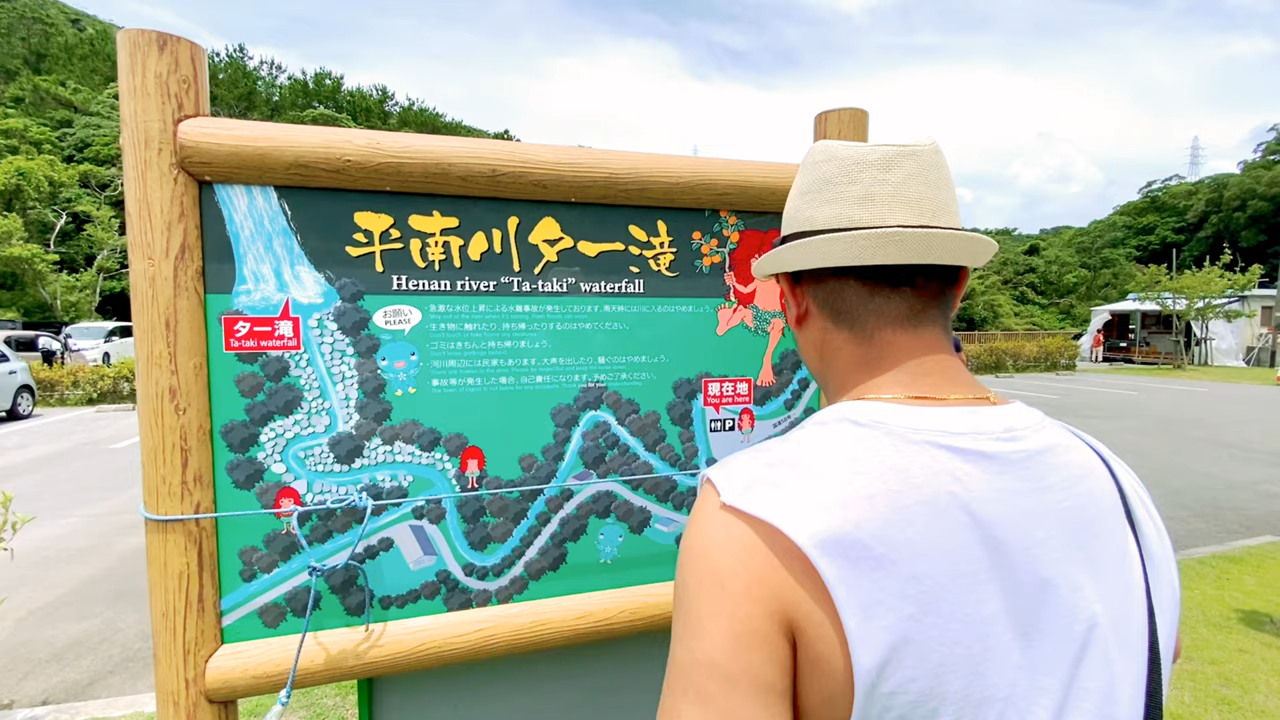 平南川ター滝
Henan river "Ta-taki" waterfall
お願い
PLEASE
・急激な水位上昇による水難事故が発生しております。雨天時には川に入るのはやめましょう。
・生き物に触れたり、持ち帰ったりするのはやめてください。
・ゴミはきちんと持ち帰りましょう。
・河川周辺には民家もあります。大声を出したり、騒ぐのはやめましょう。
・事故等が発生した場合、自己責任になります。予めご了承ください。
ター滝
Ta-taki waterfall
現在地
You are here
P